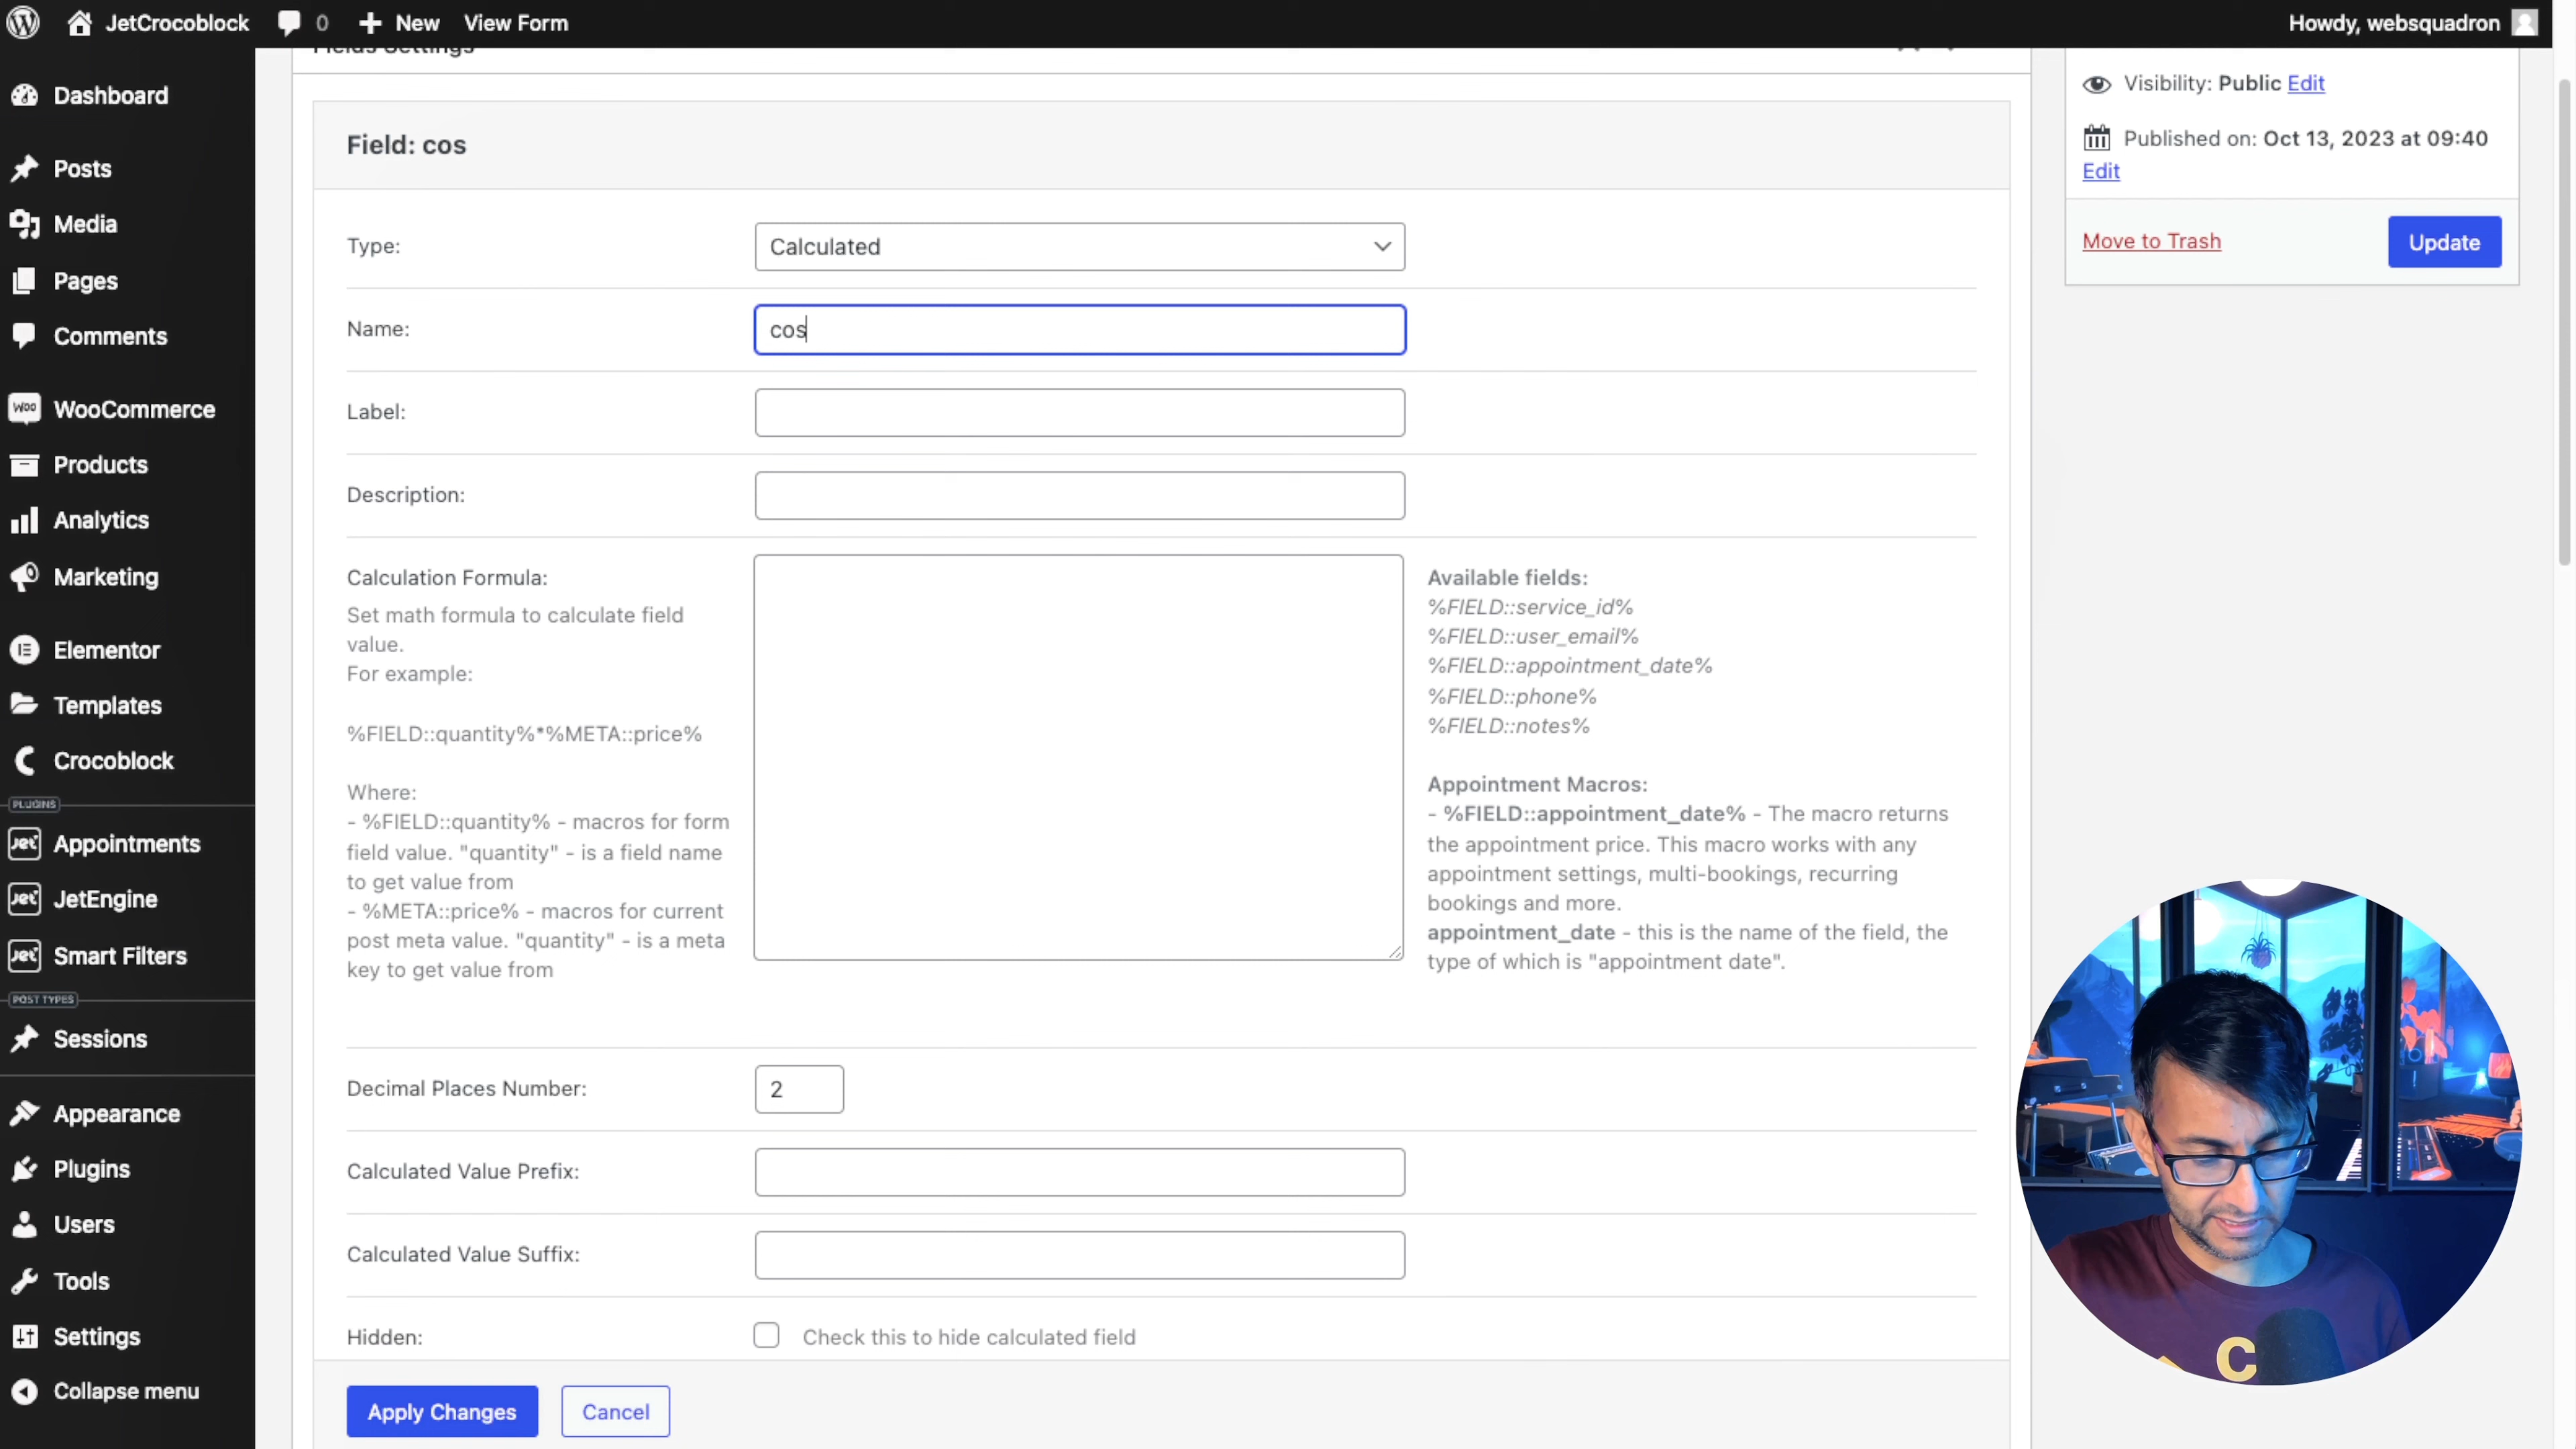 JetCrocoblock 0 New View Form Howdy, websquadron
Dashboard
Posts
Media
Pages
Comments
WooCommerce
Products
Analytics
Marketing
Elementor
Templates
Crocoblock
PLUGINS
Appointments
JetEngine
Smart Filters
POST TYPES
Sessions
Appearance
Plugins
Users
Tools
Settings
Collapse menu
Fields Settings
Field: cos
Type: Calculated
Name: cos
Label:
Description:
Calculation Formula:
Set math formula to calculate field
value.
For example:
%FIELD::quantity%*%META::price%
Where:
- %FIELD::quantity% - macros for form
field value. "quantity" - is a field name
to get value from
- %META::price% - macros for current
post meta value. "quantity" - is a meta
key to get value from
Available fields:
%FIELD::service_id%
%FIELD::user_email%
%FIELD::appointment_date%
%FIELD::phone%
%FIELD::notes%
Appointment Macros:
- %FIELD::appointment_date% - The macro returns
the appointment price. This macro works with any
appointment settings, multi-bookings, recurring
bookings and more.
appointment_date - this is the name of the field, the
type of which is "appointment date".
Decimal Places Number: 2
Calculated Value Prefix:
Calculated Value Suffix:
Hidden: Check this to hide calculated field
Apply Changes Cancel
Visibility: Public Edit
Published on: Oct 13, 2023 at 09:40
Edit
Move to Trash Update